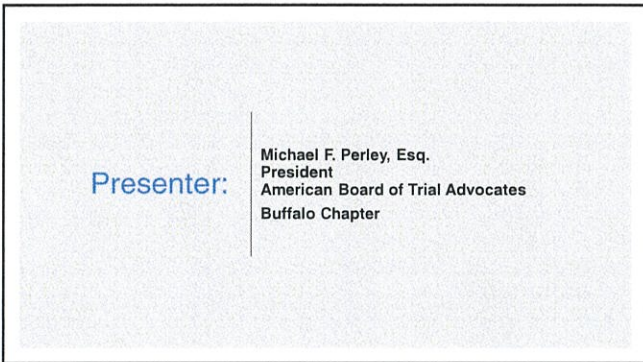 Presenter:
Michael F. Perley, Esq.
President
American Board of Trial Advocates
Buffalo Chapter